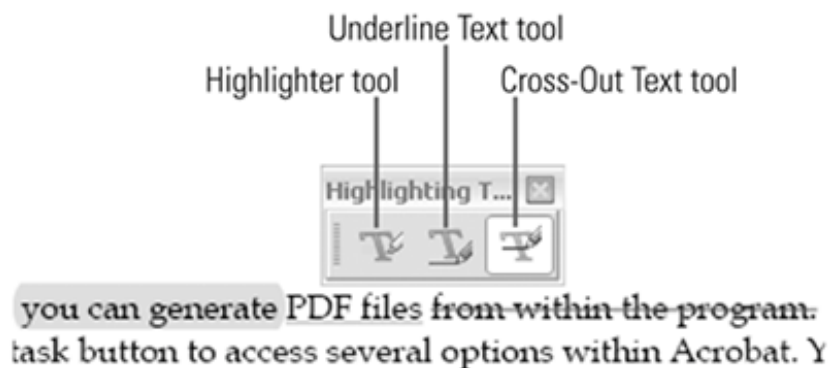 Underline Text tool
Highlighter tool Cross-Out Text tool
Highlighting T...
you can generate PDF files from within the program.
task button to access several options within Acrobat. Y